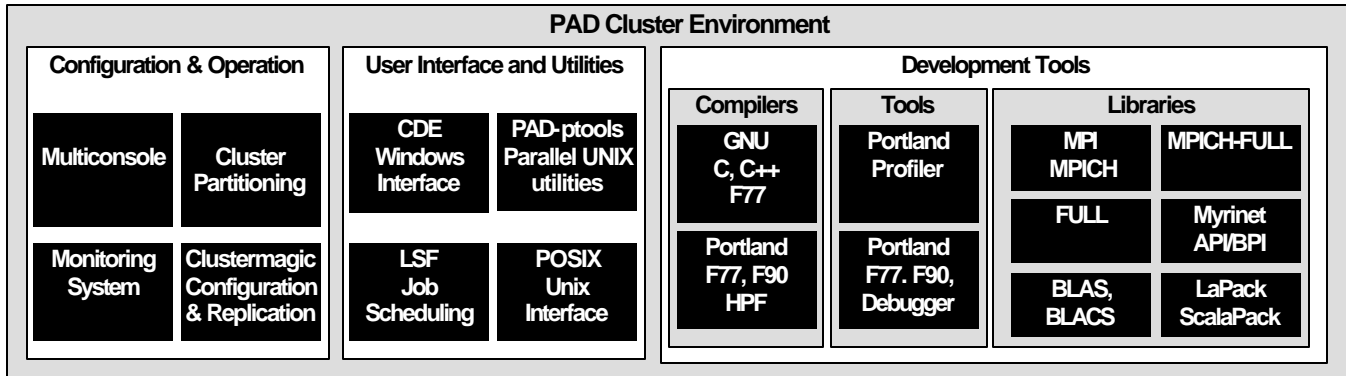 PAD Cluster Environment
Configuration & Operation
Multiconsole
Cluster
Partitioning
Monitoring
System
Clustermagic
Configuration
& Replication
User Interface and Utilities
CDE
Windows
Interface
PAD-ptools
Parallel UNIX
utilities
LSF
Job
Scheduling
POSIX
Unix
Interface
Development Tools
Compilers
GNU
C, C++
F77
Portland
F77, F90
HPF
Tools
Portland
Profiler
Portland
F77. F90,
Debugger
Libraries
MPI
MPICH
MPICH-FULL
FULL
Myrinet
API/BPI
BLAS,
BLACS
LaPack
ScalaPack